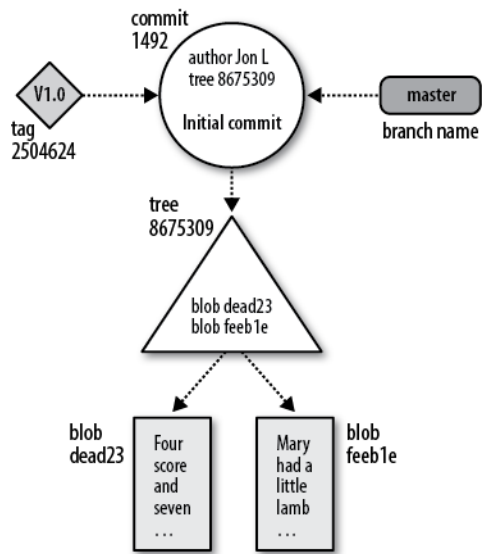 commit
1492
author Jon L
tree 8675309
Initial commit
V1.0
tag
2504624
master
branch name
tree
8675309
blob dead23
blob feeb1e
blob
dead23
Four
score
and
seven
...
Mary
had a
little
lamb
...
blob
feeb1e